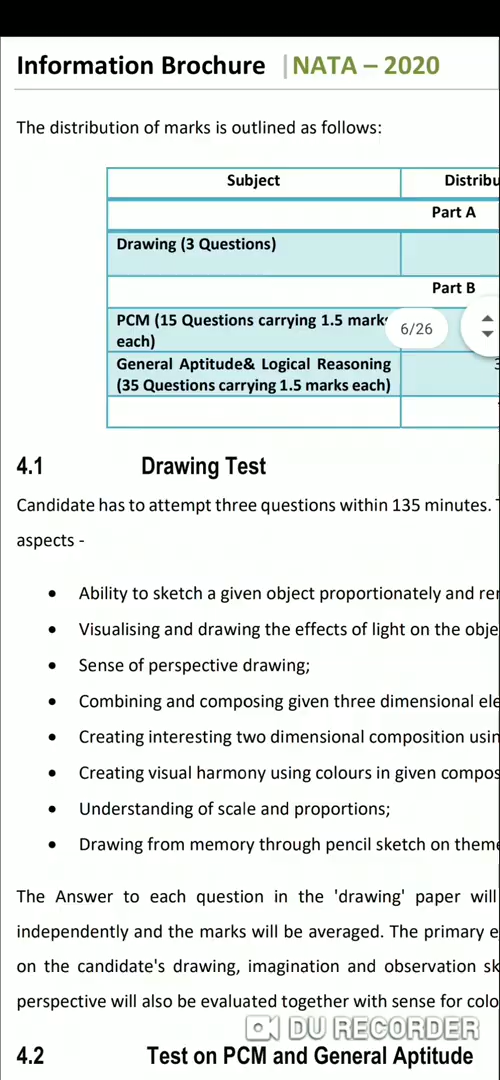 Information Brochure | NATA – 2020
The distribution of marks is outlined as follows:
Subject
Part A
Drawing (3 Questions)
Part B
PCM (15 Questions carrying 1.5
each)
6/26
General Aptitude& Logical Reasoning
(35 Questions carrying 1.5 marks each)
4.1 Drawing Test
Candidate has to attempt three questions within 135 minutes.
aspects -
• Ability to sketch a given object proportionately and
• Visualising and drawing the effects of light on the
• Sense of perspective drawing;
• Combining and composing given three dimensional
• Creating interesting two dimensional composition
• Creating visual harmony using colours in given
• Understanding of scale and proportions;
• Drawing from memory through pencil sketch on
The Answer to each question in the 'drawing' paper will
independently and the marks will be averaged. The primary
on the candidate's drawing, imagination and observation
perspective will also be evaluated together with sense for
DU RECORDER
4.2 Test on PCM and General Aptitude